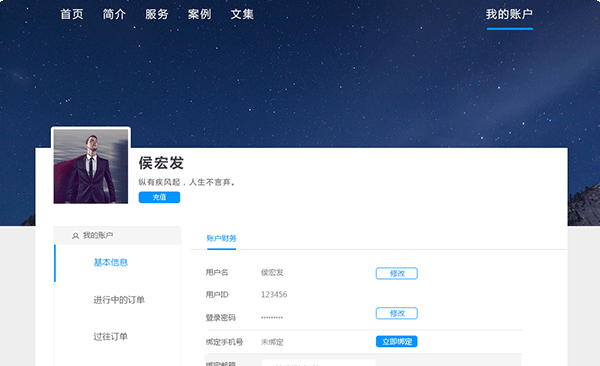 首页 简介 服务 案例 文集 我的账户
侯宏发
纵有疾风起，人生不言弃。
充值
我的账户
基本信息
进行中的订单
过往订单
账户/财务
用户名 侯宏发 修改
用户ID 123456
登录密码 ········· 修改
绑定手机号 未绑定 立即绑定
绑定邮箱